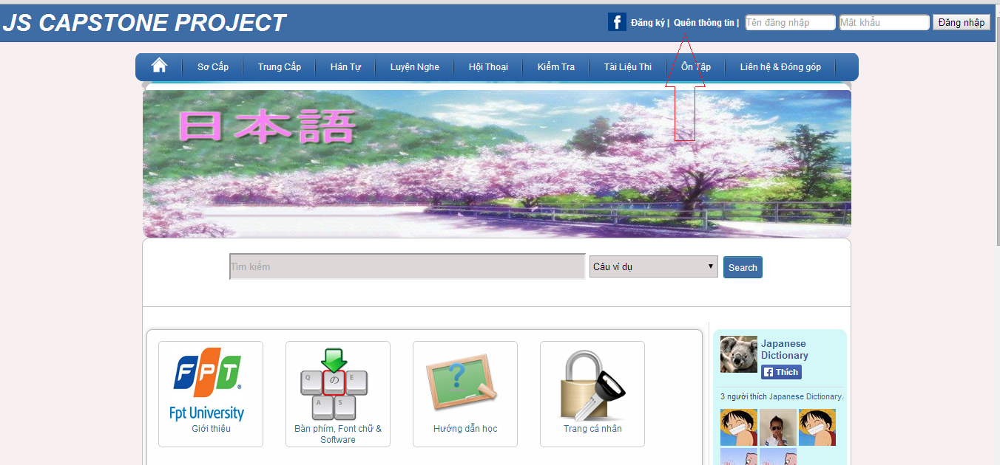 JS CAPSTONE PROJECT
Đăng ký | Quên thông tin | Tên đăng nhập Mật khẩu Đăng nhập
Sơ Cấp Trung Cấp Hán Tự Luyện Nghe Hội Thoại Kiểm Tra Tài Liệu Thi Ôn Tập Liên hệ & Đóng góp
日本語
Tìm kiếm Câu ví dụ Search
Japanese
Dictionary
Thích
3 người thích Japanese Dictionary.
FPT
Fpt University
Giới thiệu
Q の E
A S
Bàn phím, Font chữ &
Software
?
Hướng dẫn học
Trang cá nhân